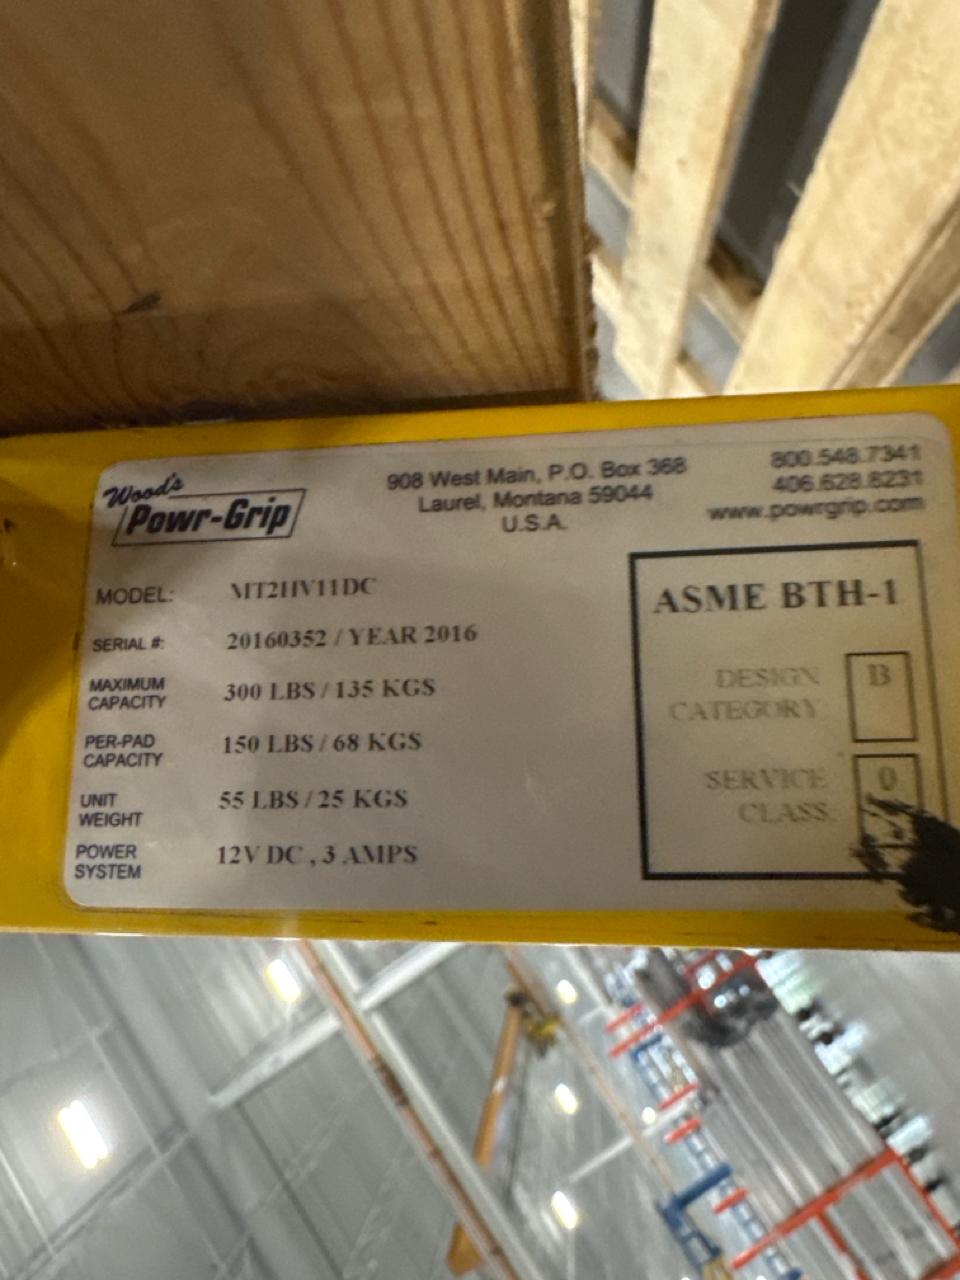 Wood's
Powr-Grip
908 West Main, P.O. Box 368
Laurel, Montana 59044
U.S.A.
800.548.7341
406.628.8231
www.powrgrip.com
MODEL: MT2HV11DC
SERIAL #: 20160352 / YEAR 2016
MAXIMUM
CAPACITY 300 LBS / 135 KGS
PER-PAD
CAPACITY 150 LBS / 68 KGS
UNIT
WEIGHT 55 LBS / 25 KGS
POWER
SYSTEM 12V DC , 3 AMPS
ASME BTH-1
DESIGN
CATEGORY B
SERVICE
CLASS: 0